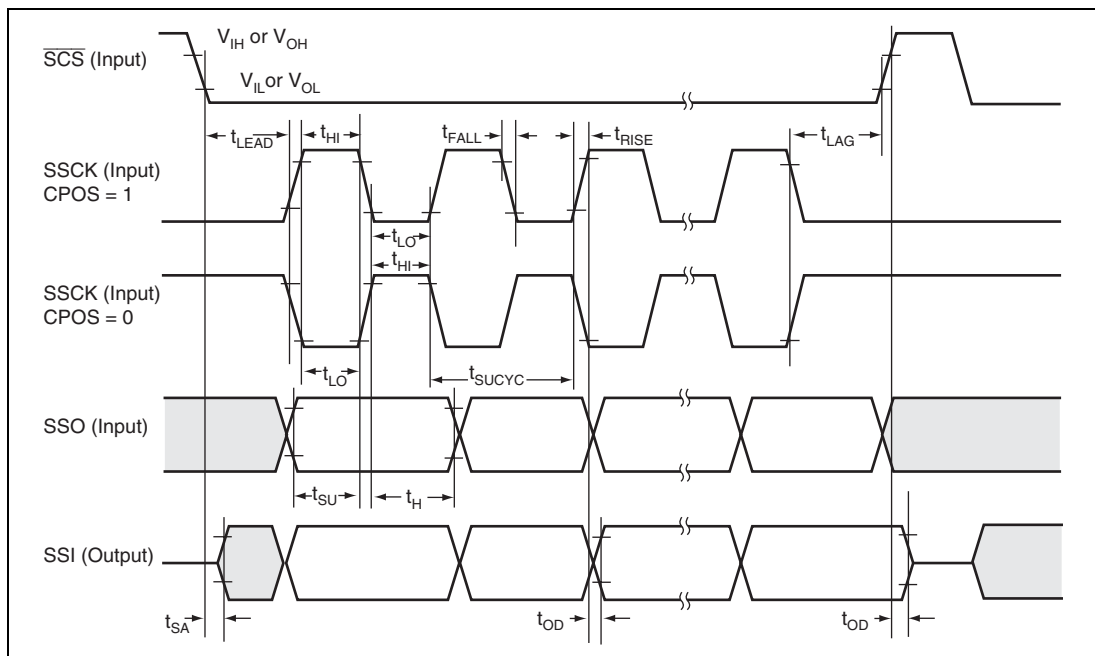 VIH or VOH
SCS (Input)
VIL or VOL
tLEAD tHI tFALL tRISE tLAG
SSCK (Input)
CPOS = 1
tLO
tHI
SSCK (Input)
CPOS = 0
tLO tSUCYC
SSO (Input)
tSU tH
SSI (Output)
tSA tOD tOD